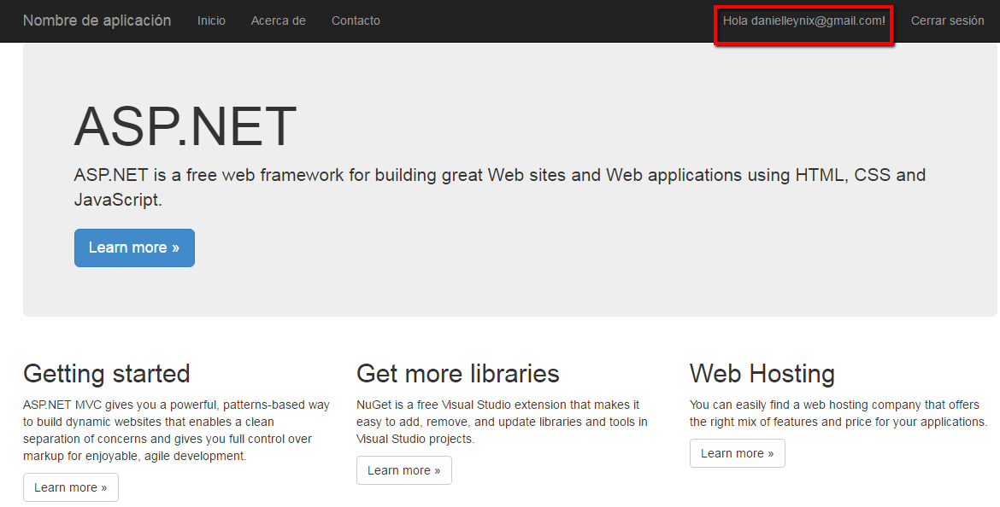 Nombre de aplicación Inicio Acerca de Contacto Hola danielleynix@gmail.com! Cerrar sesión
ASP.NET
ASP.NET is a free web framework for building great Web sites and Web applications using HTML, CSS and
JavaScript.
Learn more »
Getting started
ASP.NET MVC gives you a powerful, patterns-based way
to build dynamic websites that enables a clean
separation of concerns and gives you full control over
markup for enjoyable, agile development.
Learn more »
Get more libraries
NuGet is a free Visual Studio extension that makes it
easy to add, remove, and update libraries and tools in
Visual Studio projects.
Learn more »
Web Hosting
You can easily find a web hosting company that offers
the right mix of features and price for your applications.
Learn more »